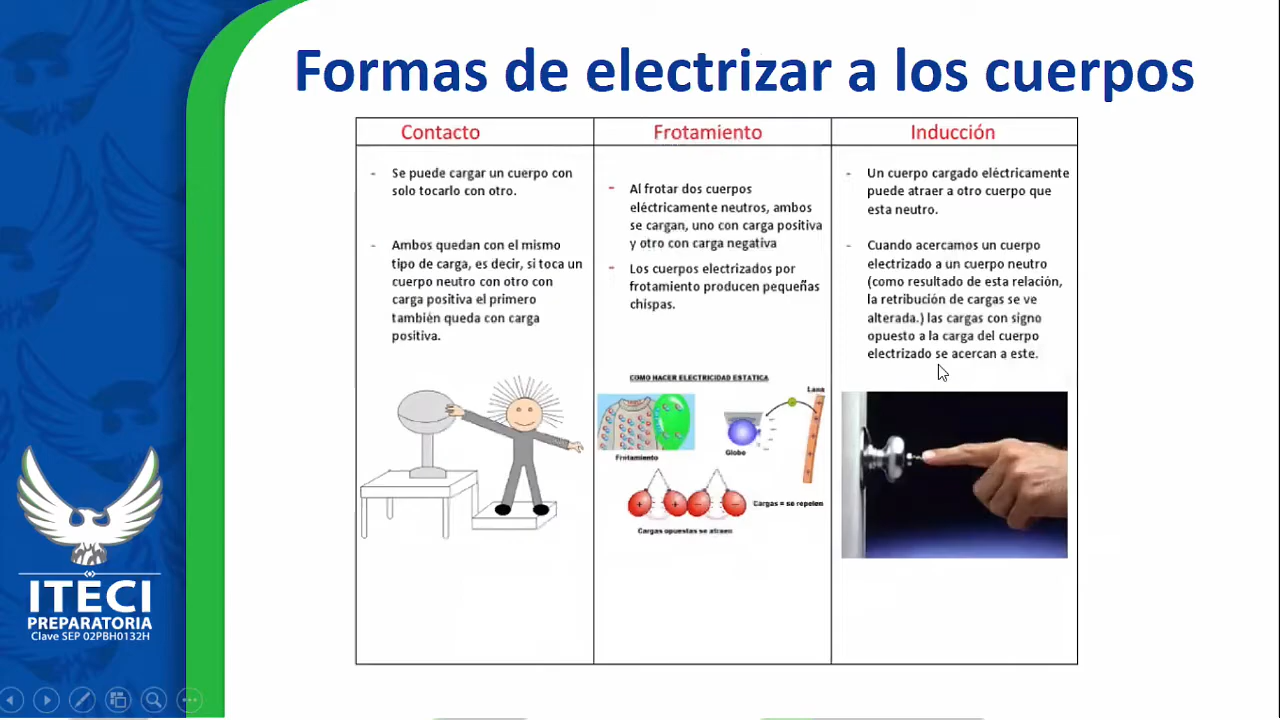 Formas de electrizar a los cuerpos
Contacto
- Se puede cargar un cuerpo con
solo tocarlo con otro.
- Ambos quedan con el mismo
tipo de carga, es decir, si toca un
cuerpo neutro con otro con
carga positiva el primero
también queda con carga
positiva.
Frotamiento
- Al frotar dos cuerpos
eléctricamente neutros, ambos
se cargan, uno con carga positiva
y otro con carga negativa
- Los cuerpos electrizados por
frotamiento producen pequeñas
chispas.
COMO HACER ELECTRICIDAD ESTATICA
Lana
Frotamiento
Globo
+ + - -
Cargas = se repelen
Cargas opuestas se atraen
Inducción
- Un cuerpo cargado eléctricamente
puede atraer a otro cuerpo que
esta neutro.
- Cuando acercamos un cuerpo
electrizado a un cuerpo neutro
(como resultado de esta relación,
la retribución de cargas se ve
alterada.) las cargas con signo
opuesto a la carga del cuerpo
electrizado se acercan a este.
ITECI
PREPARATORIA
Clave SEP 02PBH0132H